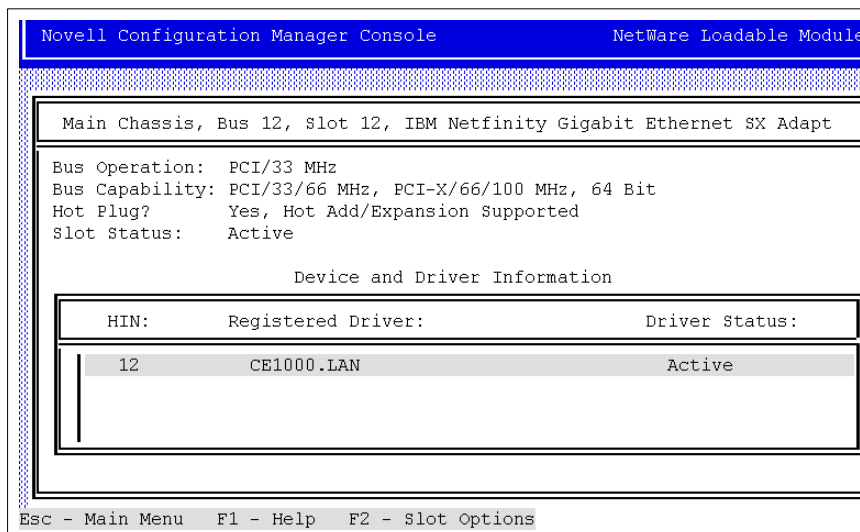 Novell Configuration Manager Console NetWare Loadable Module
Main Chassis, Bus 12, Slot 12, IBM Netfinity Gigabit Ethernet SX Adapt
Bus Operation: PCI/33 MHz
Bus Capability: PCI/33/66 MHz, PCI-X/66/100 MHz, 64 Bit
Hot Plug? Yes, Hot Add/Expansion Supported
Slot Status: Active
Device and Driver Information
HIN: Registered Driver: Driver Status:
12 CE1000.LAN Active
Esc - Main Menu F1 - Help F2 - Slot Options